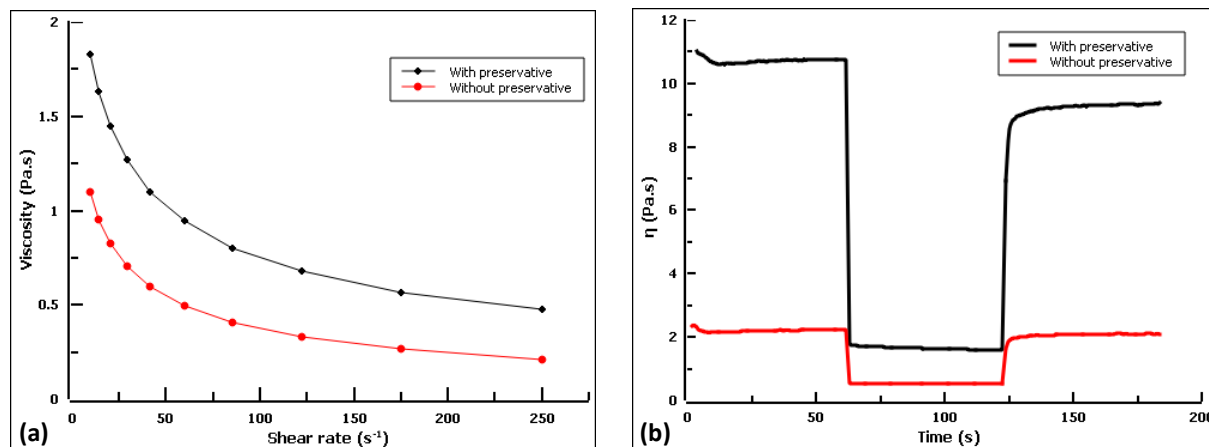 2
1.5
1
0.5
0
Viscosity (Pa.s)
With preservative
Without preservative
0
50
100
150
200
250
Shear rate (s⁻¹)
(a)
12
10
8
6
4
2
0
η (Pa.s)
With preservative
Without preservative
0
50
100
150
200
Time (s)
(b)